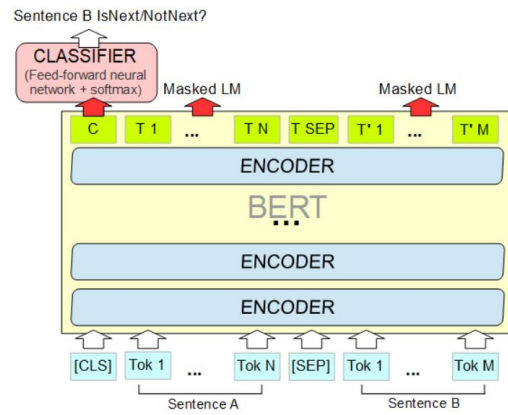 Sentence B IsNext/NotNext?
CLASSIFIER
(Feed-forward neural
network + softmax)
Masked LM Masked LM
C T 1 ... T N T SEP T' 1 ... T' M
ENCODER
BERT
...
ENCODER
ENCODER
[CLS] Tok 1 ... Tok N [SEP] Tok 1 ... Tok M
Sentence A Sentence B